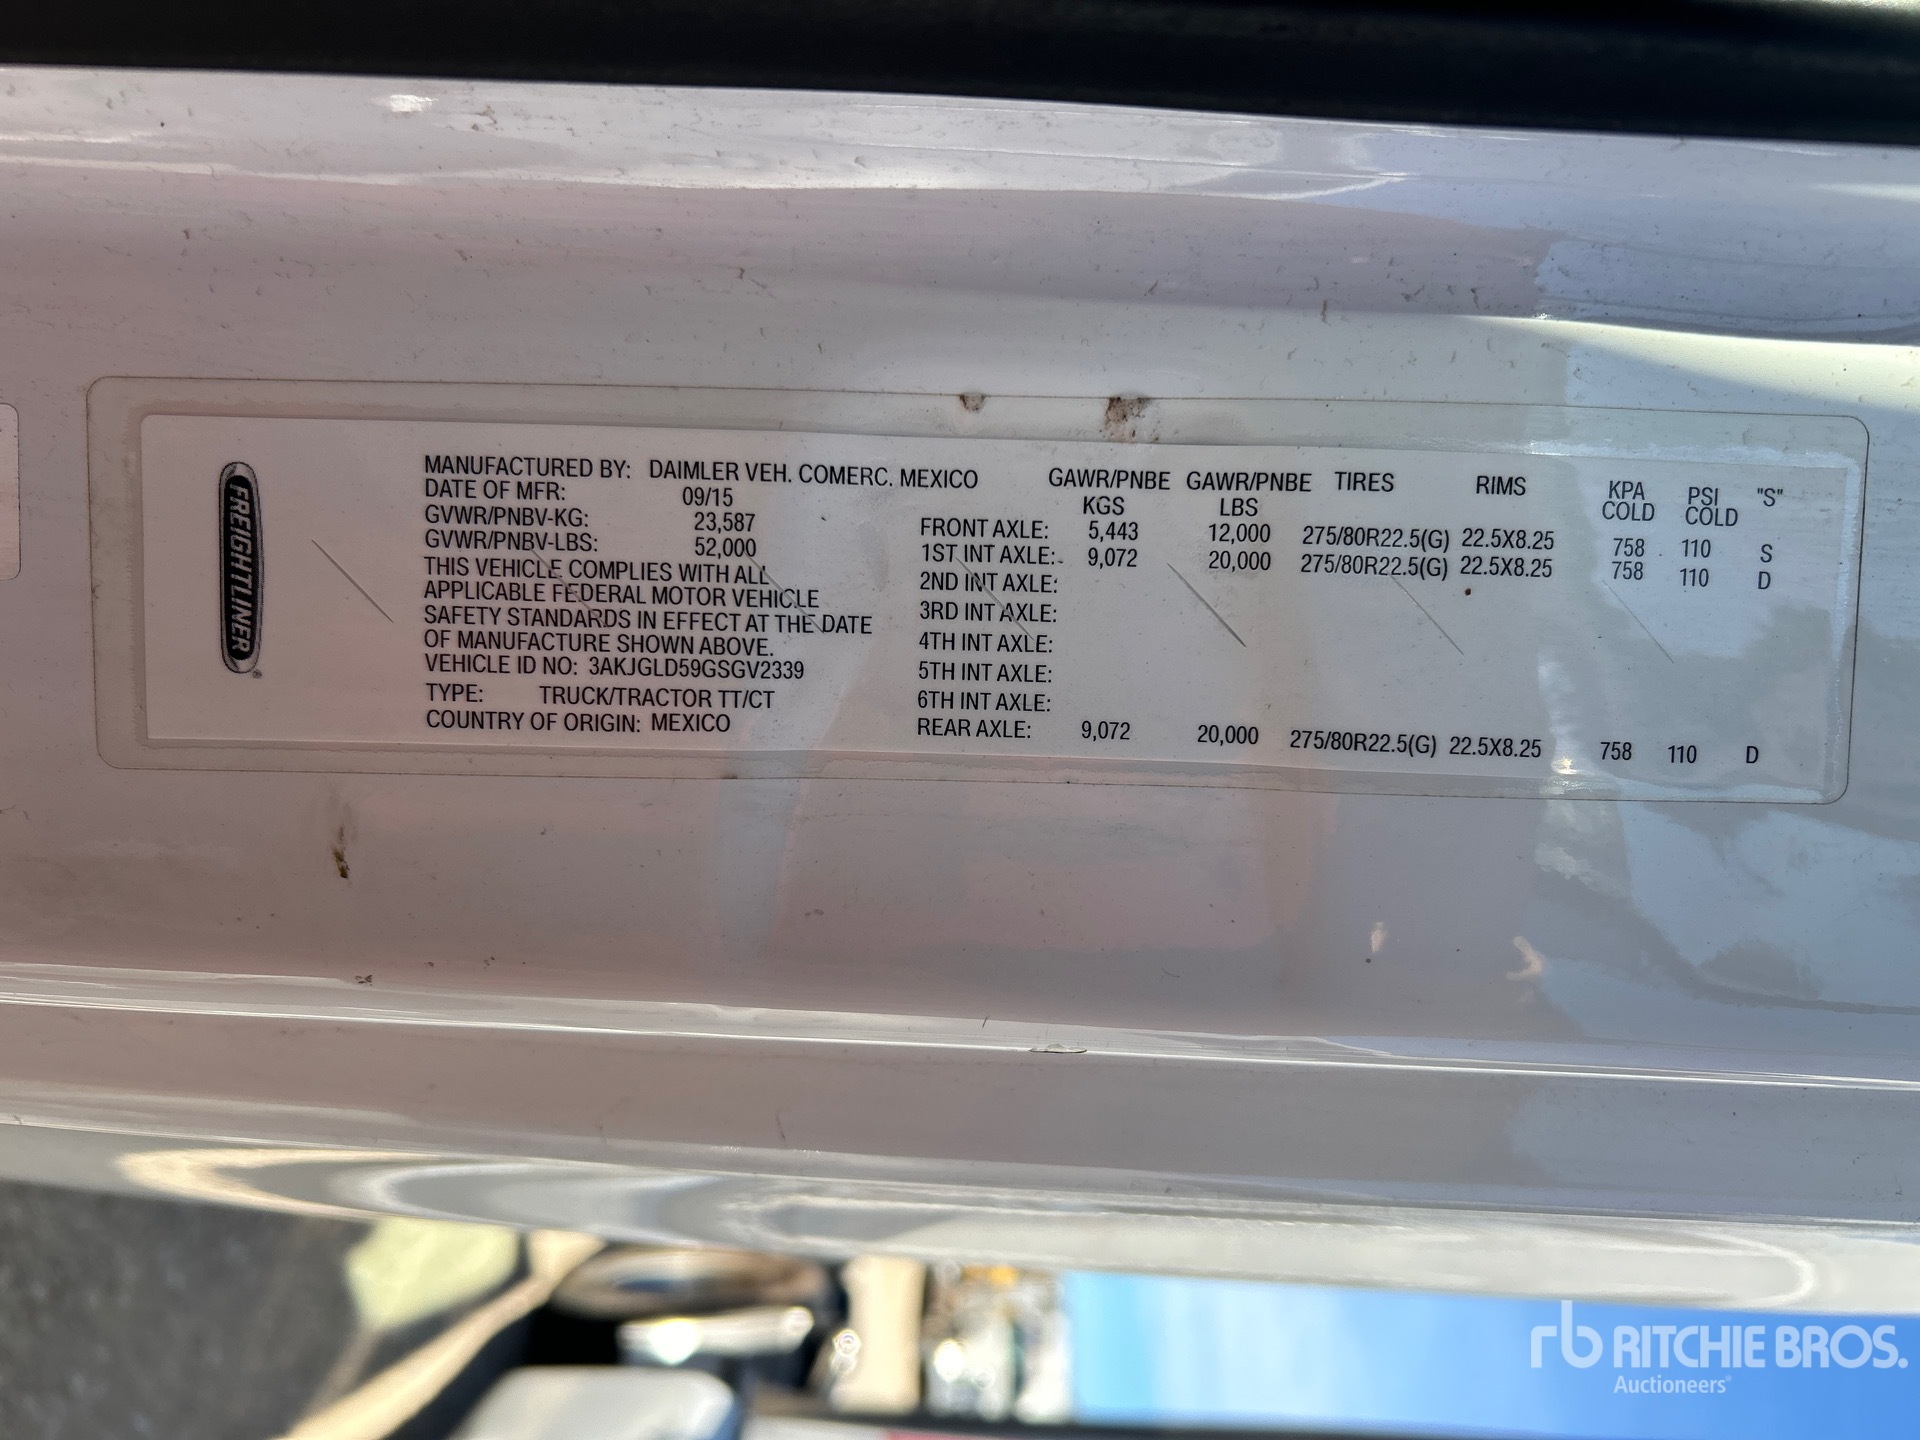 FREIGHTLINER®
MANUFACTURED BY: DAIMLER VEH. COMERC. MEXICO
DATE OF MFR: 09/15
GVWR/PNBV-KG: 23,587
GVWR/PNBV-LBS: 52,000
THIS VEHICLE COMPLIES WITH ALL
APPLICABLE FEDERAL MOTOR VEHICLE
SAFETY STANDARDS IN EFFECT AT THE DATE
OF MANUFACTURE SHOWN ABOVE.
VEHICLE ID NO: 3AKJGLD59GSGV2339
TYPE: TRUCK/TRACTOR TT/CT
COUNTRY OF ORIGIN: MEXICO
GAWR/PNBE GAWR/PNBE TIRES RIMS KPA PSI "S"
KGS LBS COLD COLD
FRONT AXLE: 5,443 12,000 275/80R22.5(G) 22.5X8.25 758 110 S
1ST INT AXLE: 9,072 20,000 275/80R22.5(G) 22.5X8.25 758 110 D
2ND INT AXLE:
3RD INT AXLE:
4TH INT AXLE:
5TH INT AXLE:
6TH INT AXLE:
REAR AXLE: 9,072 20,000 275/80R22.5(G) 22.5X8.25 758 110 D
rb RITCHIE BROS.
Auctioneers®